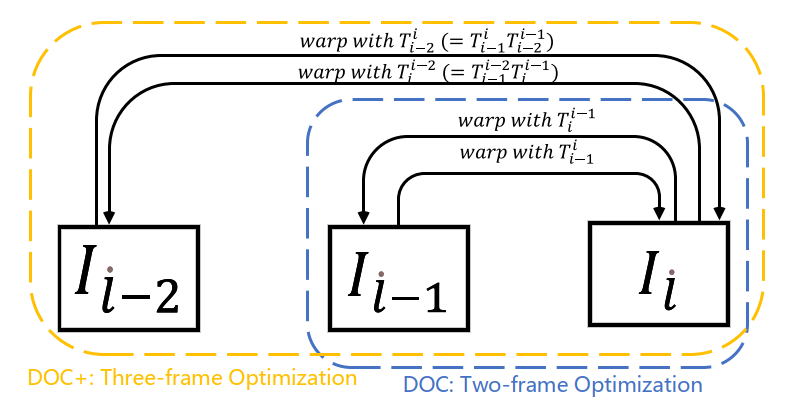 warp with $T_{i-2}^{i}$ (= $T_{i-1}^{i}T_{i-2}^{i-1}$)
warp with $T_{i}^{i-2}$ (= $T_{i-1}^{i-2}T_{i}^{i-1}$)
warp with $T_{i}^{i-1}$
warp with $T_{i-1}^{i}$
$I_{i-2}$
$I_{i-1}$
$I_{i}$
DOC+: Three-frame Optimization
DOC: Two-frame Optimization